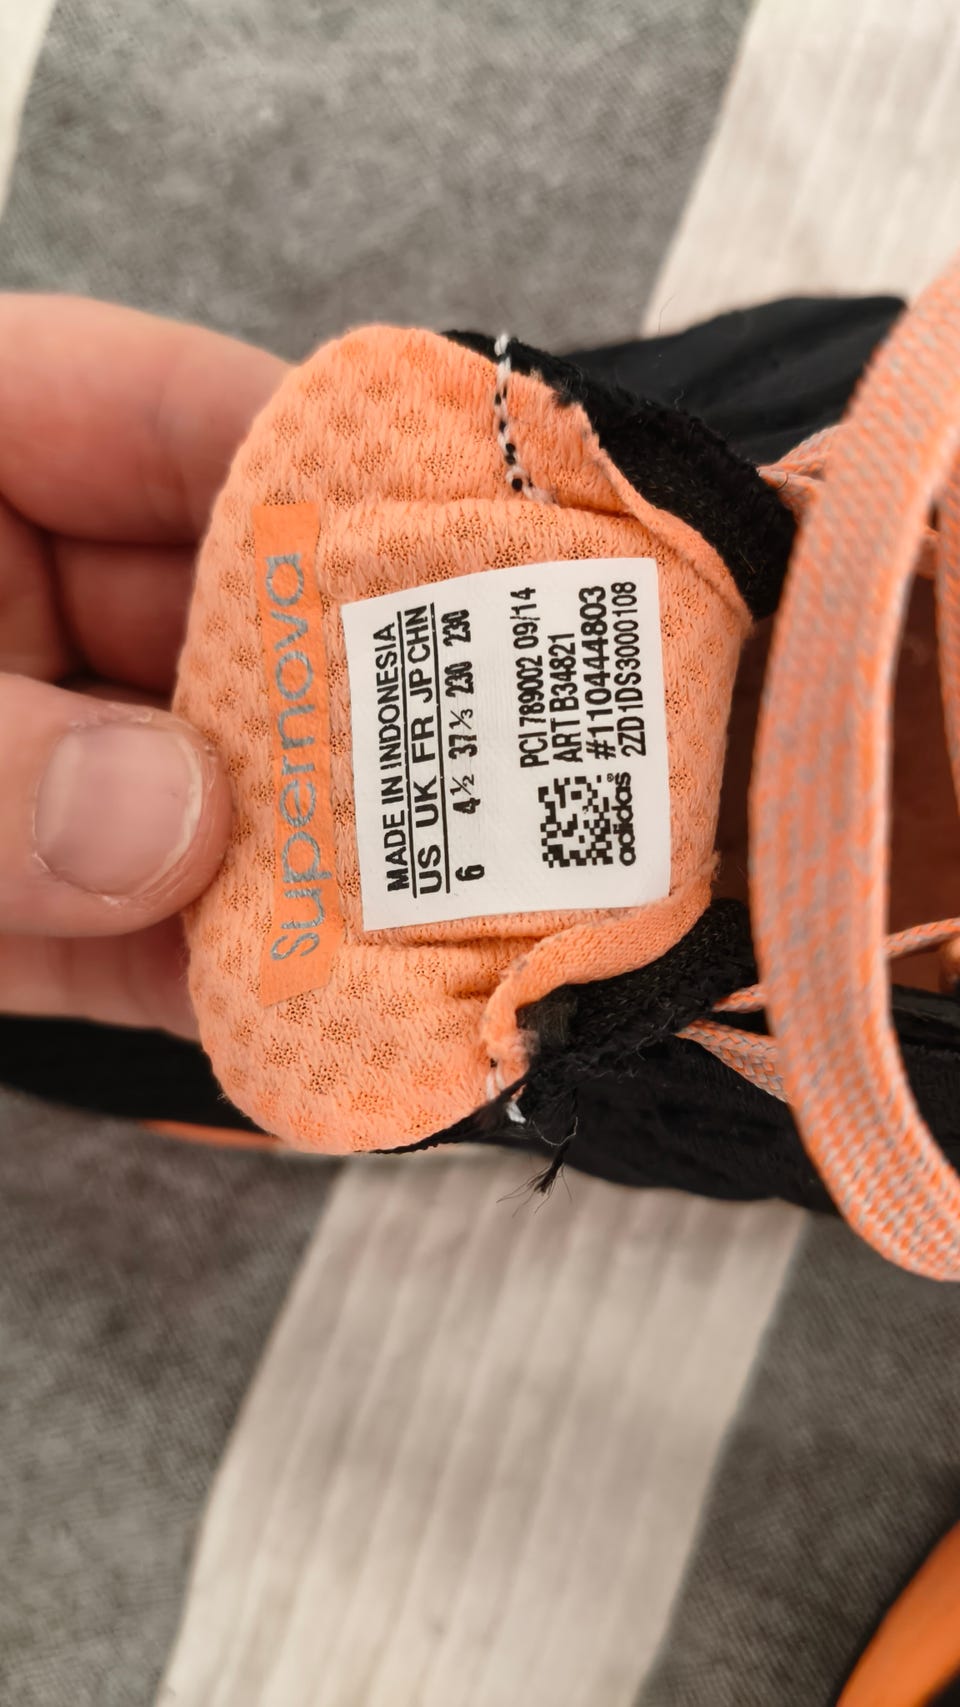 supernova
MADE IN INDONESIA
US UK FR JP CHN
6 4½ 37⅓ 230 230
PCI 789002 09/14
ART B34821
#110444803
2ZD1DS3000108
adidas®